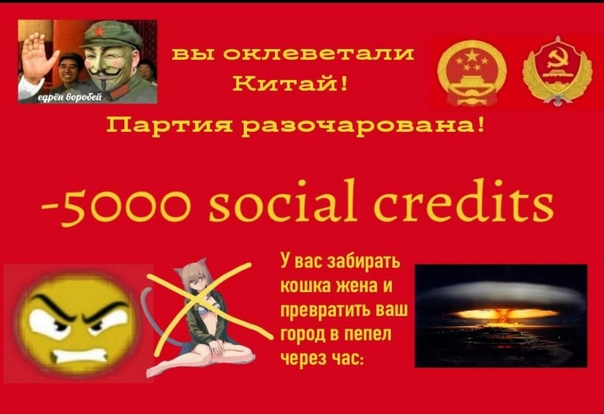 вы оклеветали
Китай!
едрён воробей
Партия разочарована!
-5000 social credits
У вас забирать
кошка жена и
превратить ваш
город в пепел
через час: